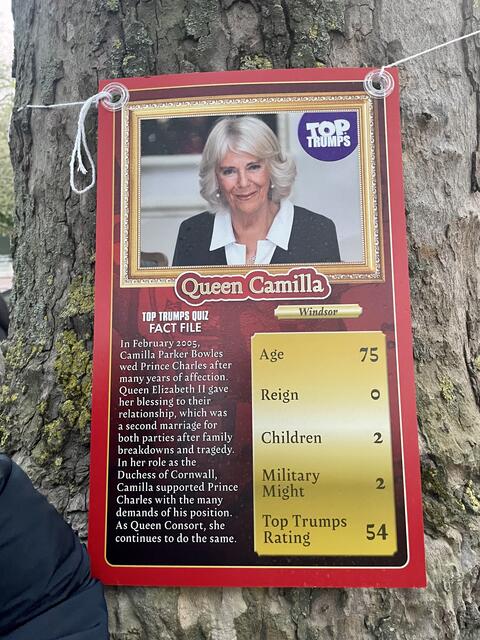 TOP
TRUMPS
Queen Camilla
Windsor
TOP TRUMPS QUIZ
FACT FILE
In February 2005,
Camilla Parker Bowles
wed Prince Charles after
many years of affection.
Queen Elizabeth II gave
her blessing to their
relationship, which was
a second marriage for
both parties after family
breakdowns and tragedy.
In her role as the
Duchess of Cornwall,
Camilla supported Prince
Charles with the many
demands of his position.
As Queen Consort, she
continues to do the same.
Age 75
Reign 0
Children 2
Military
Might 2
Top Trumps
Rating 54